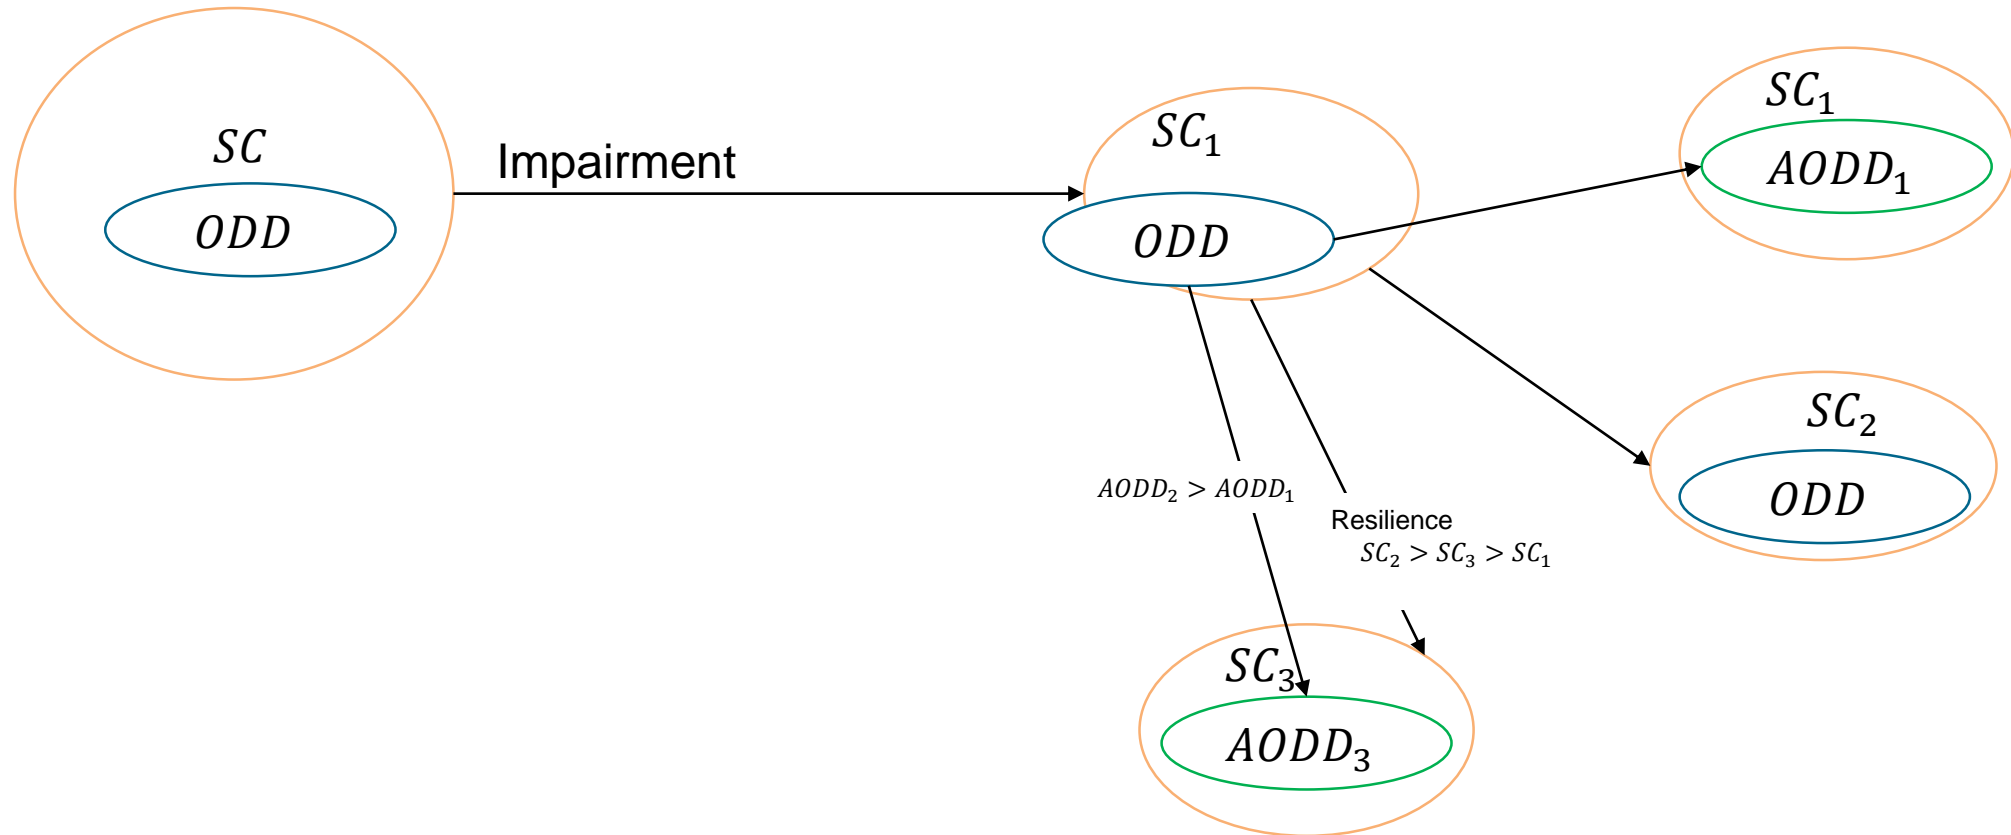 SC
ODD
Impairment
SC₁
ODD
SC₁
AODD₁
SC₂
ODD
AODD₂ > AODD₁
Resilience
SC₂ > SC₃ > SC₁
SC₃
AODD₃